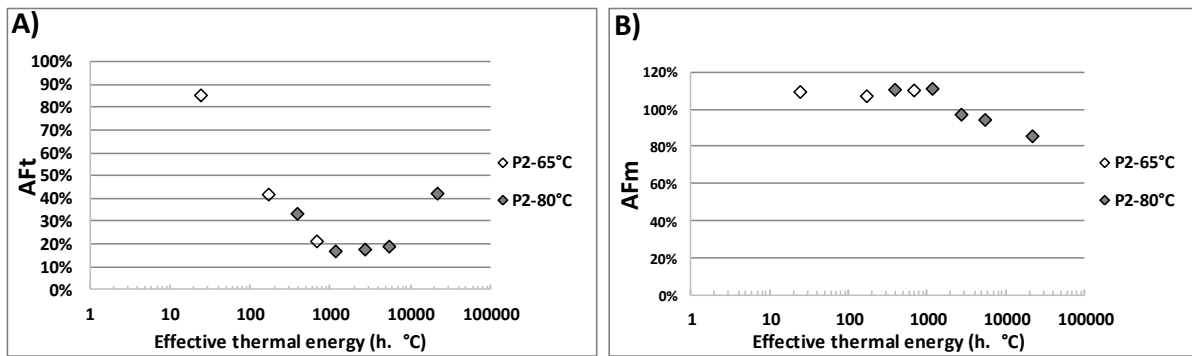 A)
100%
90%
80%
70%
60%
50%
40%
30%
20%
10%
0%
AFt
1 10 100 1000 10000 100000
Effective thermal energy (h. °C)
P2-65°C
P2-80°C
B)
120%
100%
80%
60%
40%
20%
0%
AFm
1 10 100 1000 10000 100000
Effective thermal energy (h. °C)
P2-65°C
P2-80°C